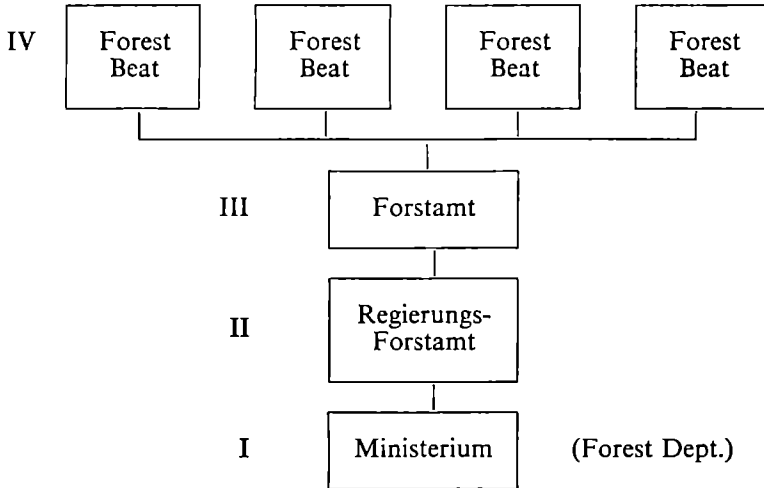 IV
Forest
Beat
Forest
Beat
Forest
Beat
Forest
Beat
III
Forstamt
II
Regierungs-
Forstamt
I
Ministerium
(Forest Dept.)